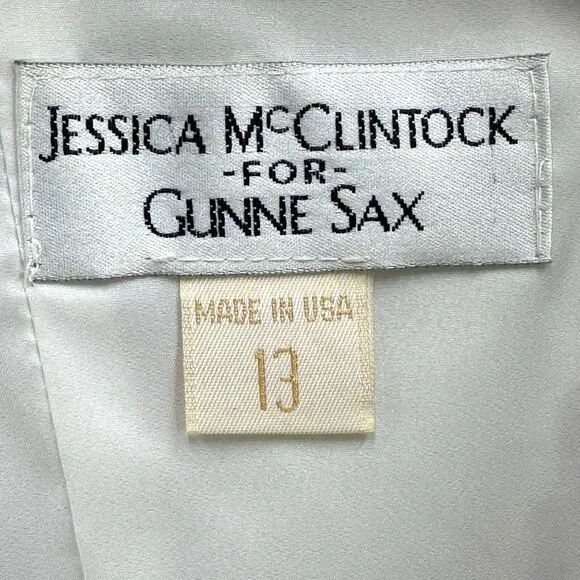 JESSICA MCCLINTOCK
-FOR-
GUNNE SAX
MADE IN USA
13